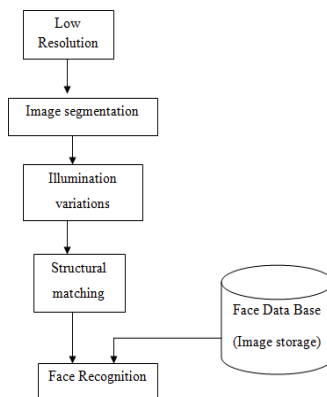 Low
Resolution
Image segmentation
Illumination
variations
Structural
matching
Face Data Base
(Image storage)
Face Recognition